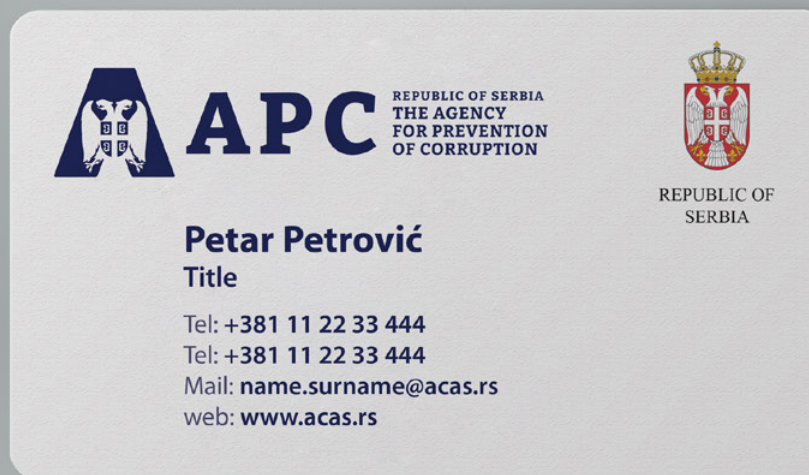 APC
REPUBLIC OF SERBIA
THE AGENCY
FOR PREVENTION
OF CORRUPTION
REPUBLIC OF
SERBIA
Petar Petrović
Title
Tel: +381 11 22 33 444
Tel: +381 11 22 33 444
Mail: name.surname@acas.rs
web: www.acas.rs